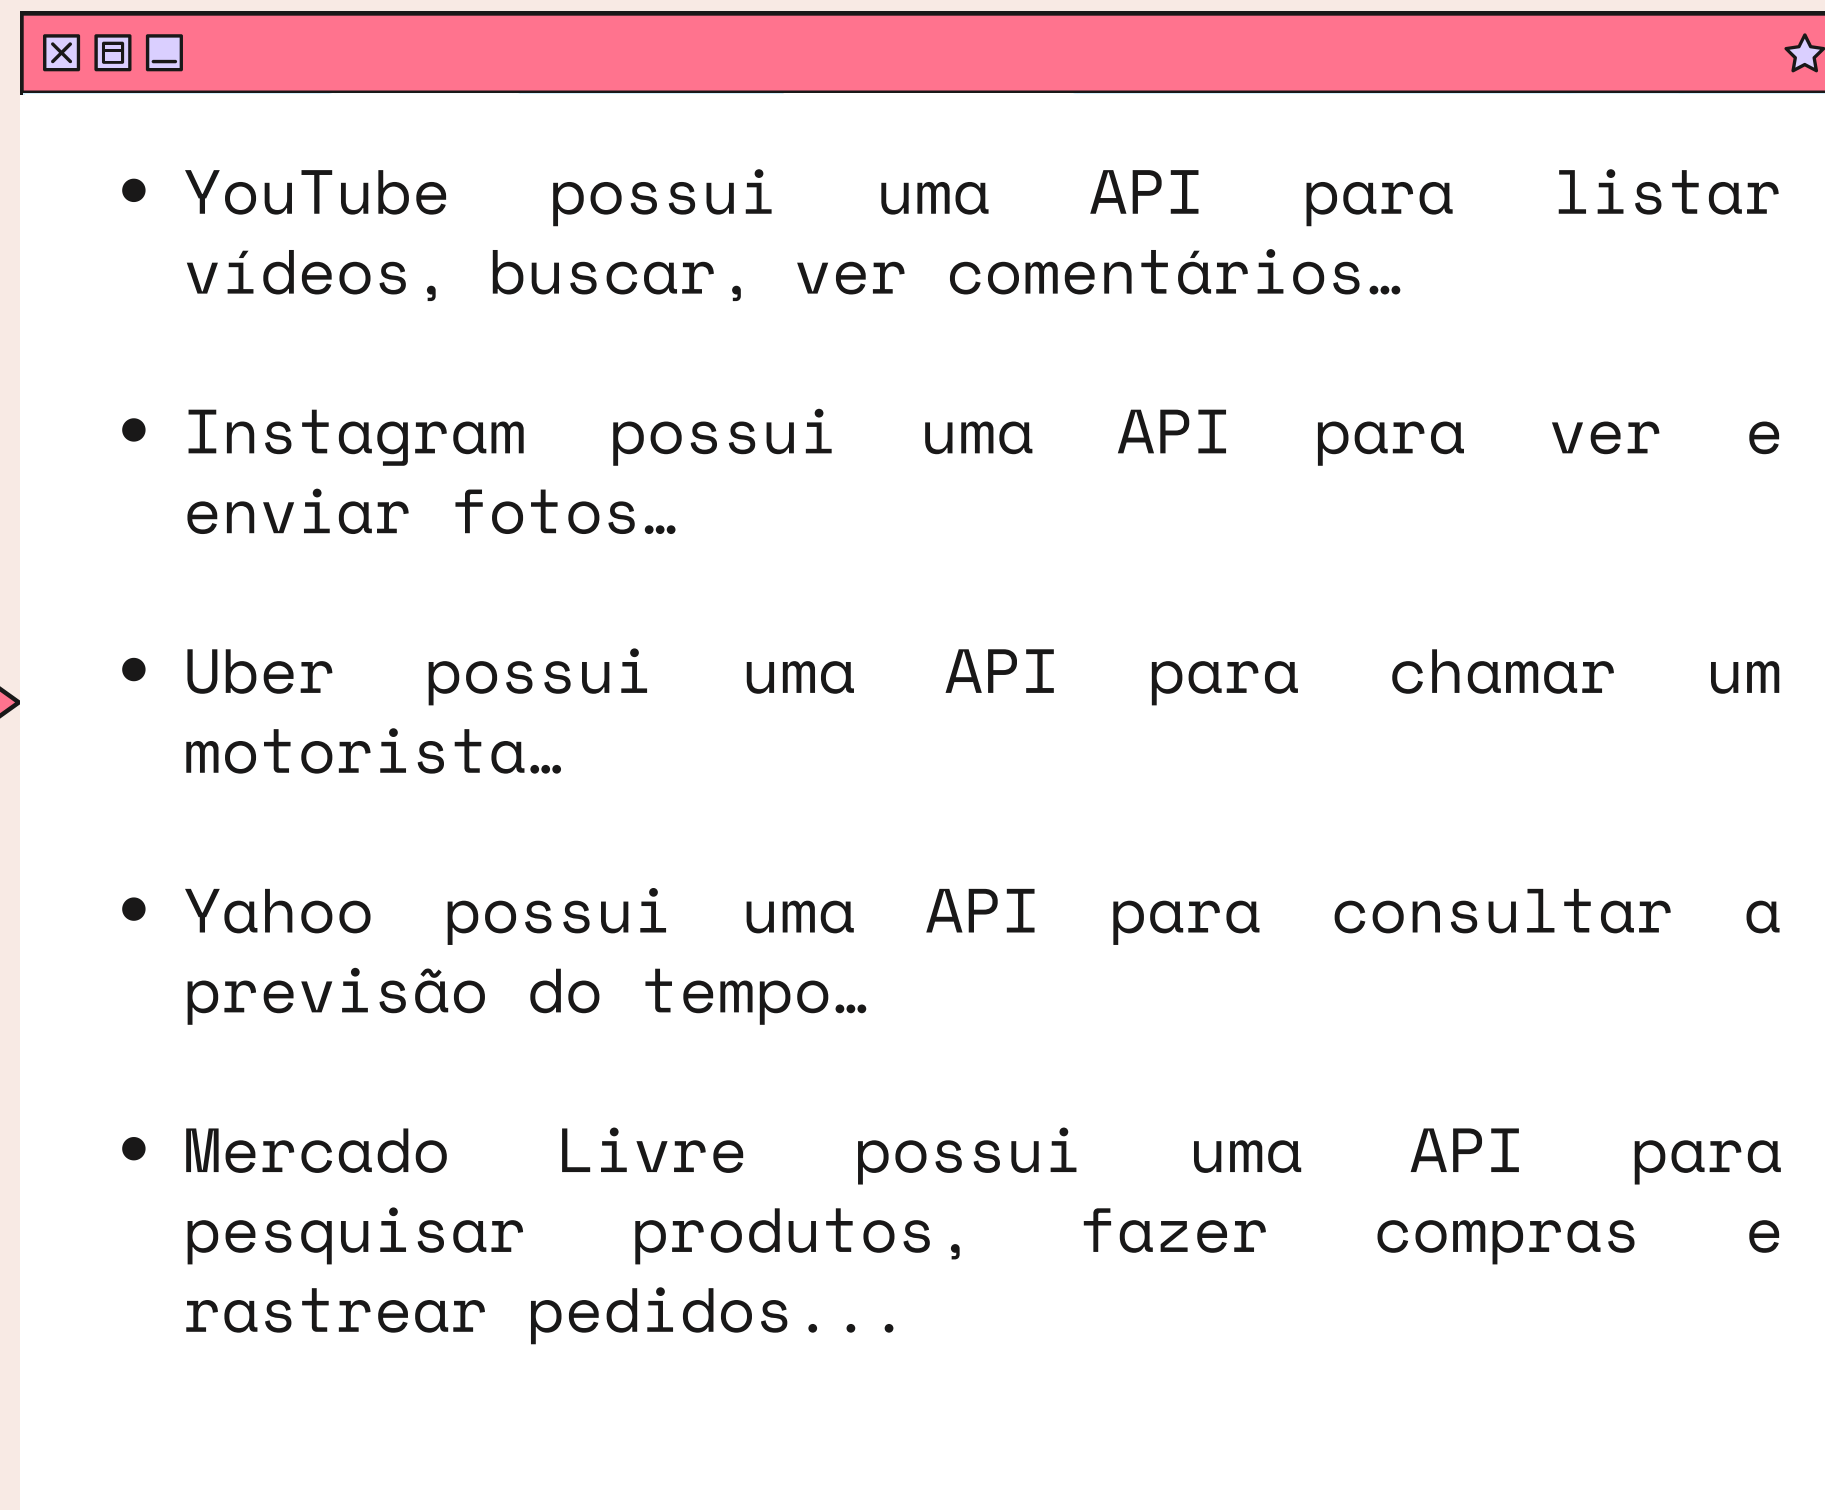 • YouTube possui uma API para listar
vídeos, buscar, ver comentários…
• Instagram possui uma API para ver e
enviar fotos…
• Uber possui uma API para chamar um
motorista…
• Yahoo possui uma API para consultar a
previsão do tempo…
• Mercado Livre possui uma API para
pesquisar produtos, fazer compras e
rastrear pedidos...